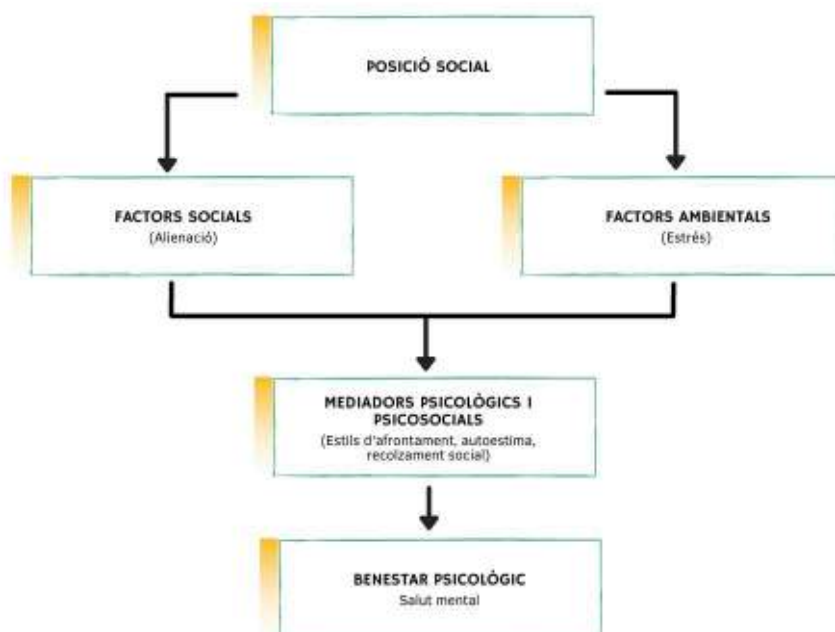 POSICIÓ SOCIAL
FACTORS SOCIALS
(Alienació)
FACTORS AMBIENTALS
(Estrés)
MEDIADORS PSICOLÒGICS I
PSICOSOCIALS
(Estils d'afrontament, autoestima,
recolzament social)
BENESTAR PSICOLÒGIC
Salut mental